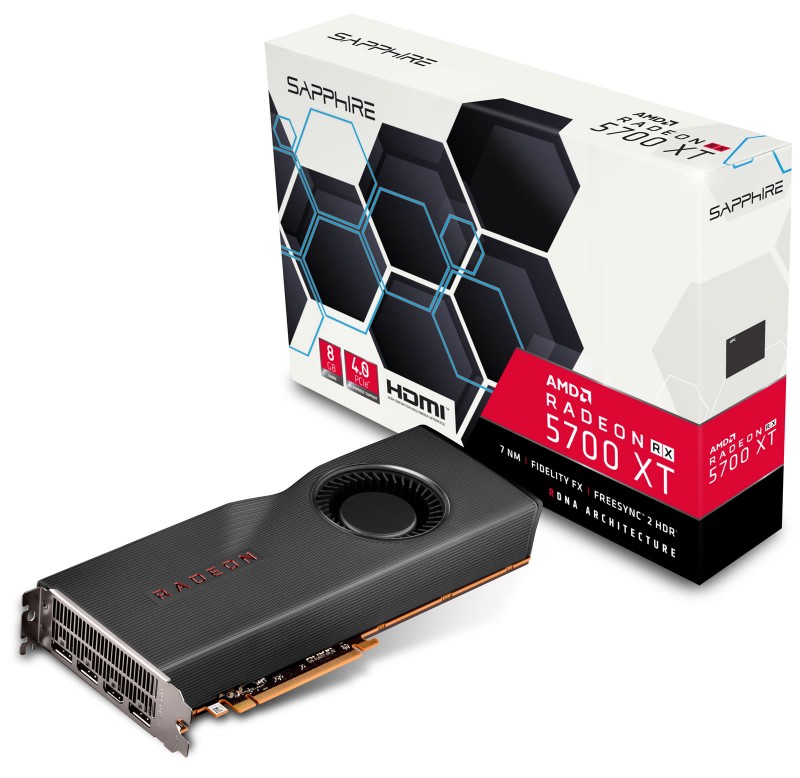 SAPPHIRE
AMD
RADEON RX
5700 XT
SAPPHIRE
SAPPHIRE
8
GB
4.0
PCIe
HDMI
AMD
RADEON RX
5700 XT
7 NM | FIDELITY FX | FREESYNC™ 2 HDR
RDNA ARCHITECTURE
AMD
RADEON RX
5700 XT
RADEON